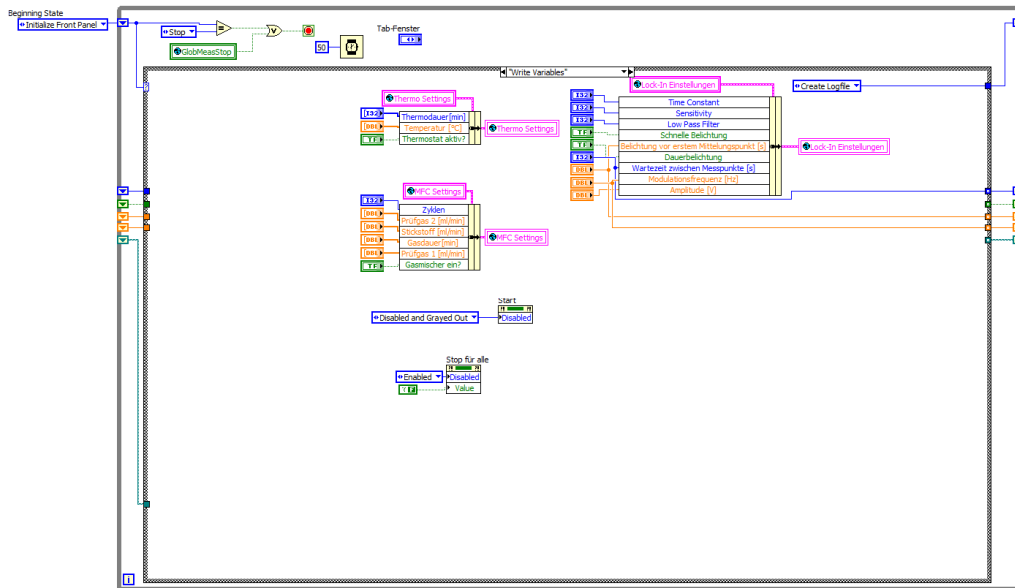 Beginning State
Initialize Front Panel
Stop
=
V
GlobMeasStop
50
Tab-Fenster
"Write Variables"
Thermo Settings
I32
Thermodauer[min]
DBL
Temperatur [°C]
TF
Thermostat aktiv?
Thermo Settings
Lock-In Einstellungen
I32
Time Constant
I32
Sensitivity
I32
Low Pass Filter
TF
Schnelle Belichtung
TF
Belichtung vor erstem Mittelungspunkt [s]
I32
Dauerbelichtung
DBL
Wartezeit zwischen Messpunkte [s]
DBL
Modulationsfrequenz [Hz]
DBL
Amplitude [V]
Lock-In Einstellungen
Create Logfile
MFC Settings
I32
Zyklen
DBL
Prüfgas 2 [ml/min]
DBL
Stickstoff [ml/min]
DBL
Gasdauer[min]
DBL
Prüfgas 1 [ml/min]
TF
Gasmischer ein?
MFC Settings
Start
Disabled and Grayed Out
Disabled
Stop für alle
Enabled
Disabled
F
Value
i